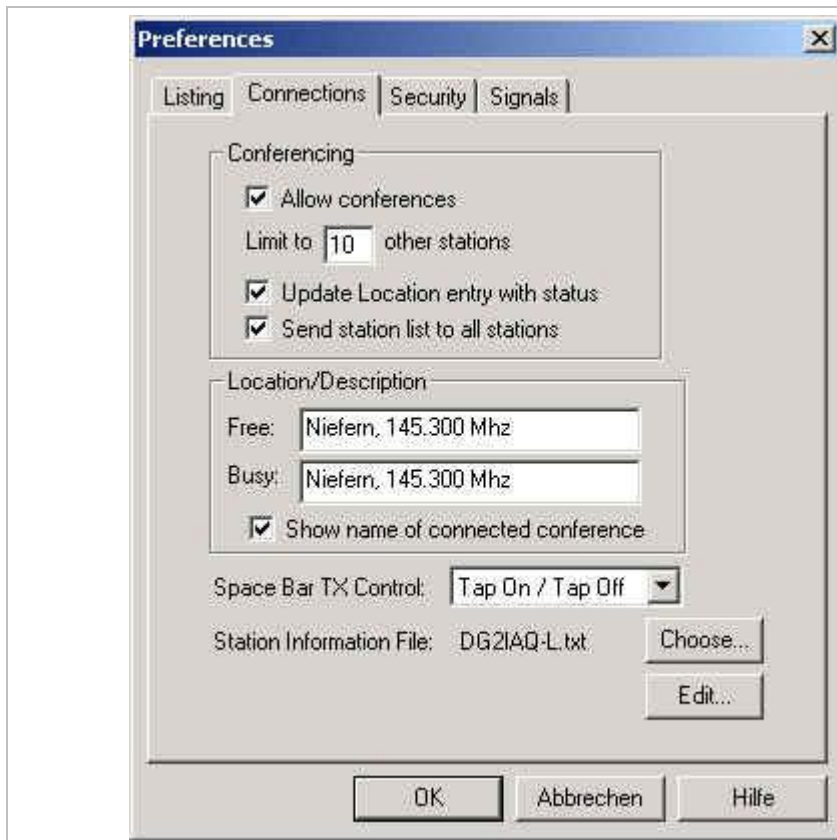 Preferences
Listing Connections Security Signals
Conferencing
Allow conferences
Limit to 10 other stations
Update Location entry with status
Send station list to all stations
Location/Description
Free: Niefern, 145.300 Mhz
Busy: Niefern, 145.300 Mhz
Show name of connected conference
Space Bar TX Control: Tap On / Tap Off
Station Information File: DG2IAQ-L.txt Choose...
Edit...
OK Abbrechen Hilfe